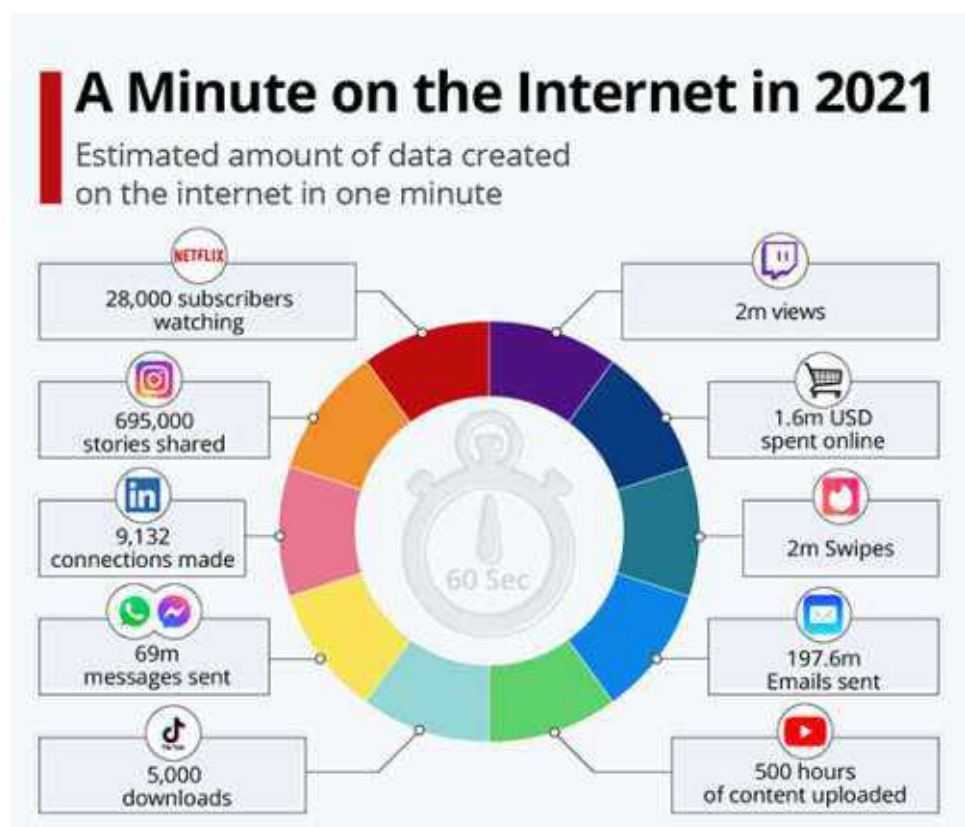 A Minute on the Internet in 2021
Estimated amount of data created
on the internet in one minute
NETFLIX
28,000 subscribers
watching
2m views
695,000
stories shared
1.6m USD
spent online
in
9,132
connections made
2m Swipes
60 Sec
69m
messages sent
197.6m
Emails sent
TikTok
5,000
downloads
500 hours
of content uploaded